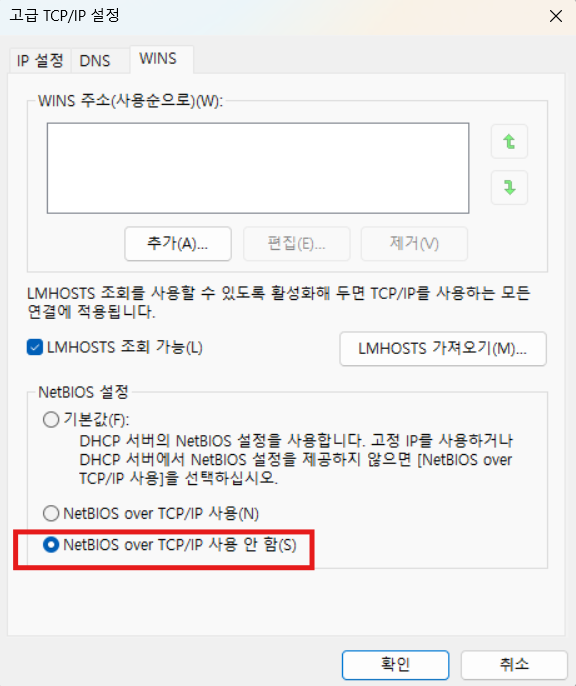 고급 TCP/IP 설정
IP 설정 DNS WINS
WINS 주소(사용순으로)(W):
추가(A)... 편집(E)... 제거(V)
LMHOSTS 조회를 사용할 수 있도록 활성화해 두면 TCP/IP를 사용하는 모든
연결에 적용됩니다.
LMHOSTS 조회 가능(L) LMHOSTS 가져오기(M)...
NetBIOS 설정
기본값(F):
DHCP 서버의 NetBIOS 설정을 사용합니다. 고정 IP를 사용하거나
DHCP 서버에서 NetBIOS 설정을 제공하지 않으면 [NetBIOS over
TCP/IP 사용]을 선택하십시오.
NetBIOS over TCP/IP 사용(N)
NetBIOS over TCP/IP 사용 안 함(S)
확인 취소